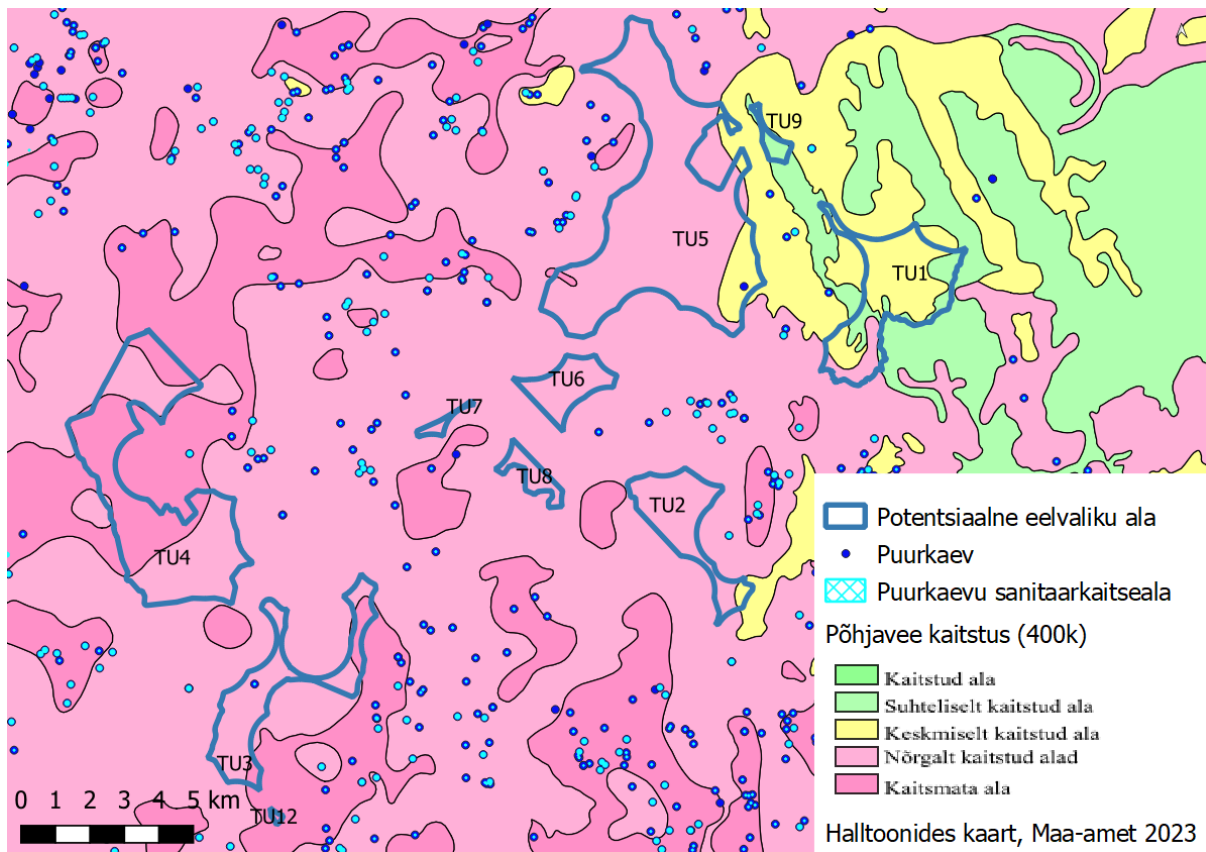 TU9
TU5
TU1
TU6
TU7
TU8
TU2
TU4
TU3
TU12
0 1 2 3 4 5 km
Potentsiaalne eelvaliku ala
Puurkaev
Puurkaevu sanitaarkaitseala
Põhjavee kaitstus (400k)
Kaitstud ala
Suhteliselt kaitstud ala
Keskmiselt kaitstud ala
Nõrgalt kaitstud alad
Kaitsmata ala
Halltoonides kaart, Maa-amet 2023